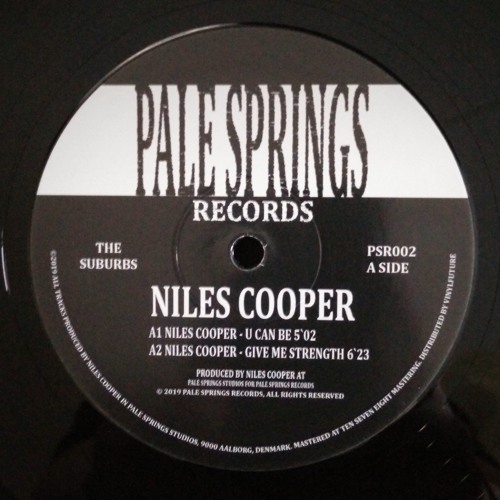 PALE SPRINGS
RECORDS
THE
SUBURBS
PSR002
A SIDE
NILES COOPER
A1 NILES COOPER - U CAN BE 5`02
A2 NILES COOPER - GIVE ME STRENGTH 6`23
PRODUCED BY NILES COOPER AT
PALE SPRINGS STUDIOS FOR PALE SPRINGS RECORDS
© 2019 PALE SPRINGS RECORDS, ALL RIGHTS RESERVED
©2019 ALL TRACKS PRODUCED BY NILES COOPER IN PALE SPRINGS STUDIOS, 9000 AALBORG, DENMARK. MASTERED AT TEN SEVEN EIGHT MASTERING. DISTRIBUTED BY VINYLFUTURE